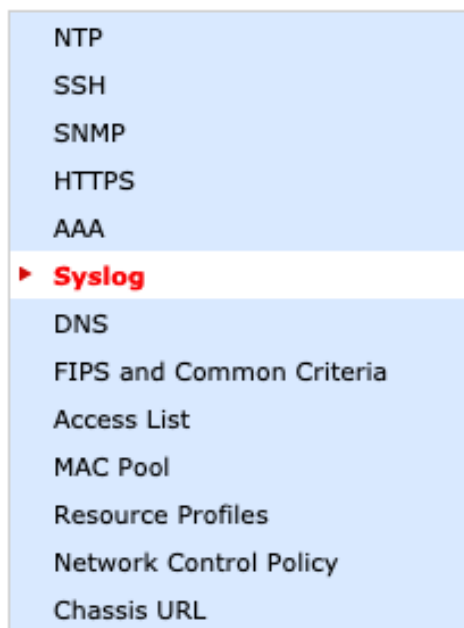 NTP
SSH
SNMP
HTTPS
AAA
Syslog
DNS
FIPS and Common Criteria
Access List
MAC Pool
Resource Profiles
Network Control Policy
Chassis URL